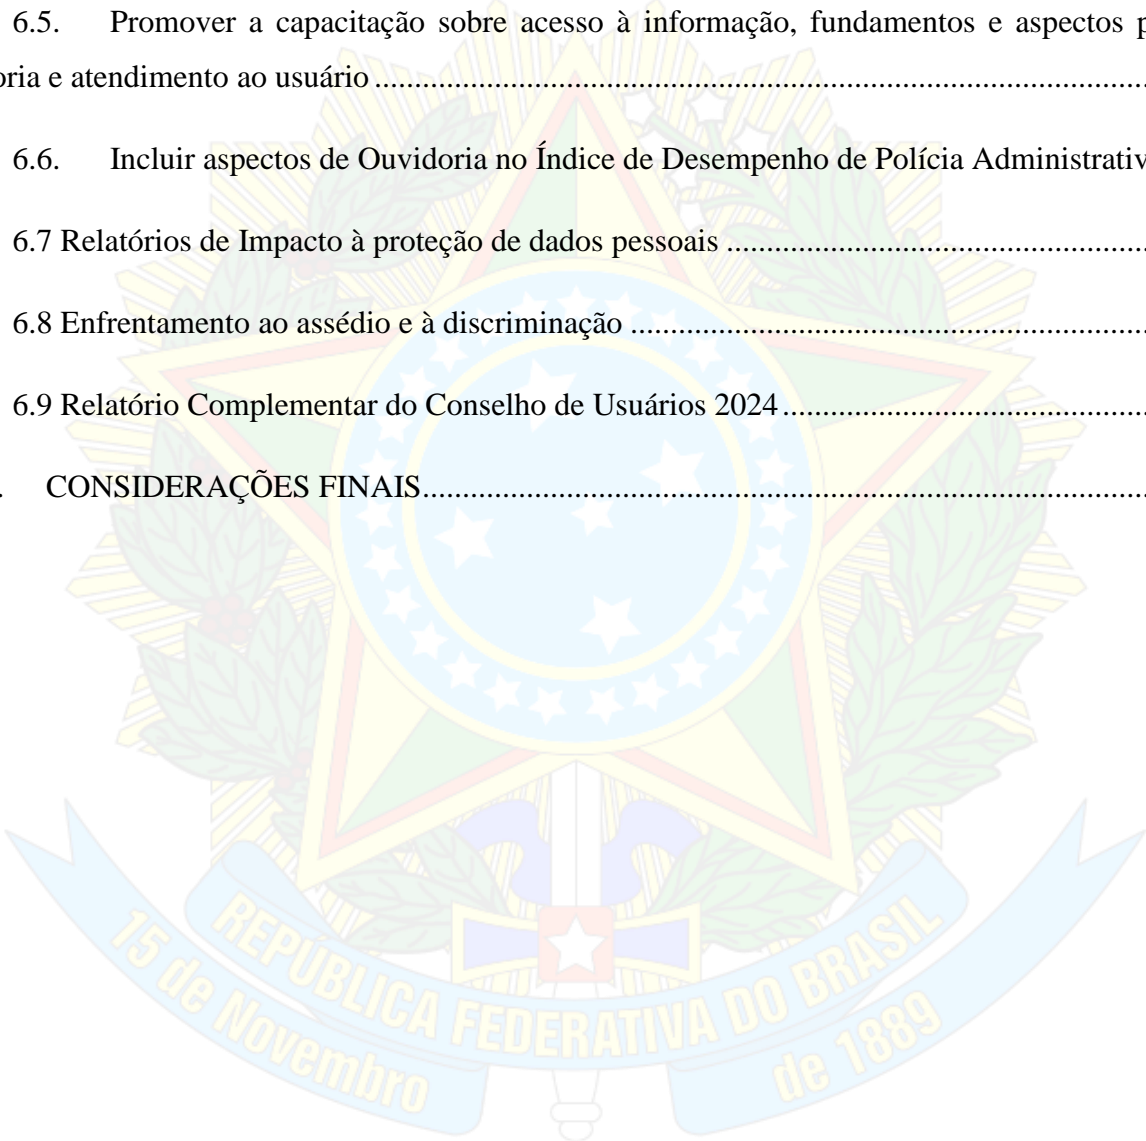 6.5. Promover a capacitação sobre acesso à informação, fundamentos e aspectos
oria e atendimento ao usuário ................................................................................................
6.6. Incluir aspectos de Ouvidoria no Índice de Desempenho de Polícia Administrativ
6.7 Relatórios de Impacto à proteção de dados pessoais .....................................................
6.8 Enfrentamento ao assédio e à discriminação .................................................................
6.9 Relatório Complementar do Conselho de Usuários 2024 ..............................................
. CONSIDERAÇÕES FINAIS...........................................................................................
REPÚBLICA FEDERATIVA DO BRASIL
15 de Novembro de 1889